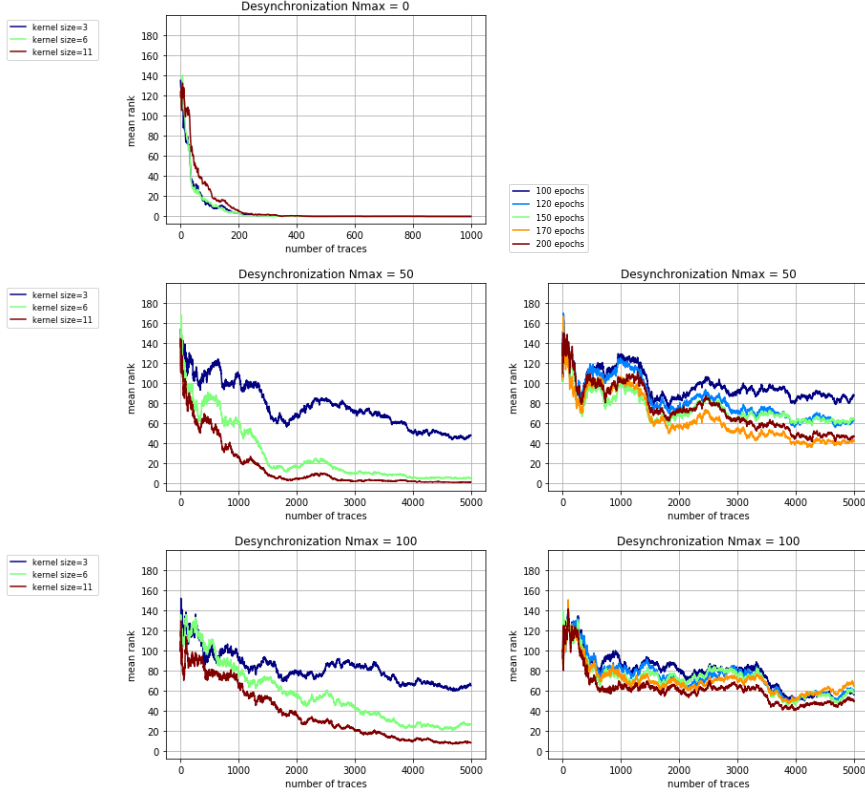 Desynchronization Nmax = 0
kernel size=3
kernel size=6
kernel size=11
mean rank
180
160
140
120
100
80
60
40
20
0
0 200 400 600 800 1000
number of traces
100 epochs
120 epochs
150 epochs
170 epochs
200 epochs
Desynchronization Nmax = 50
kernel size=3
kernel size=6
kernel size=11
mean rank
180
160
140
120
100
80
60
40
20
0
0 1000 2000 3000 4000 5000
number of traces
Desynchronization Nmax = 50
mean rank
180
160
140
120
100
80
60
40
20
0
0 1000 2000 3000 4000 5000
number of traces
Desynchronization Nmax = 100
kernel size=3
kernel size=6
kernel size=11
mean rank
180
160
140
120
100
80
60
40
20
0
0 1000 2000 3000 4000 5000
number of traces
Desynchronization Nmax = 100
mean rank
180
160
140
120
100
80
60
40
20
0
0 1000 2000 3000 4000 5000
number of traces